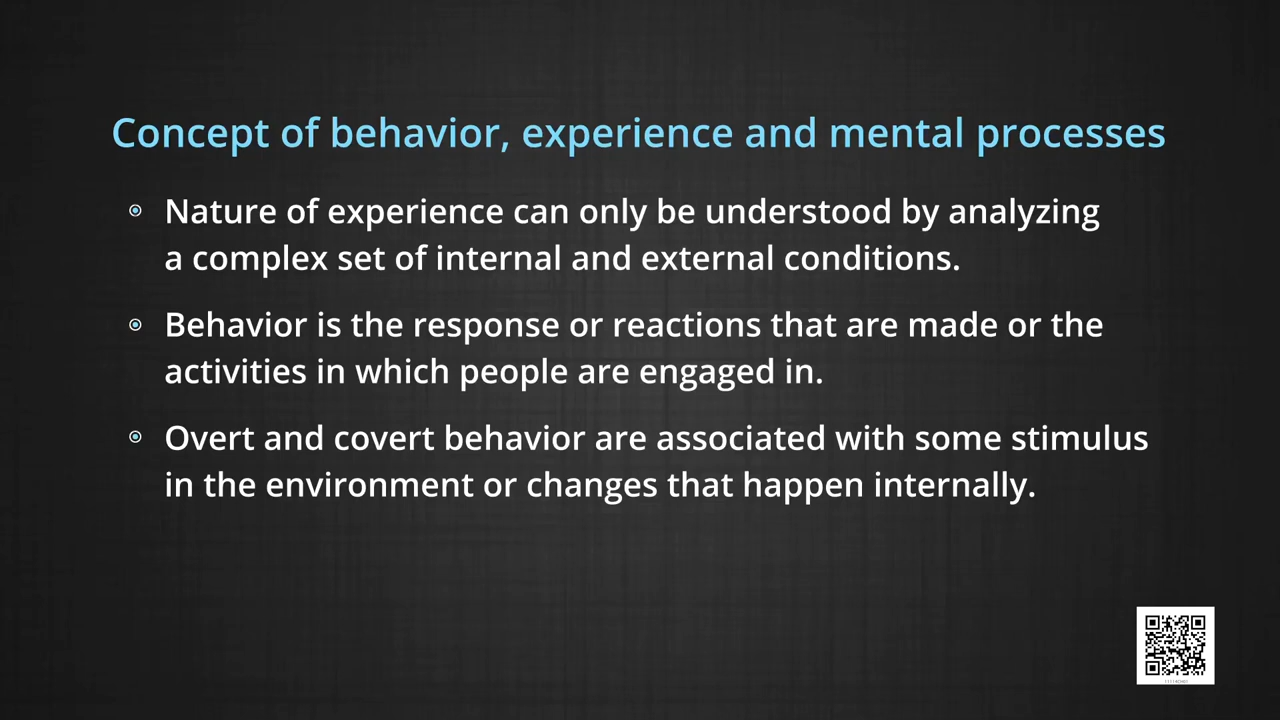 Concept of behavior, experience and mental processes
Nature of experience can only be understood by analyzing
a complex set of internal and external conditions.
Behavior is the response or reactions that are made or the
activities in which people are engaged in.
Overt and covert behavior are associated with some stimulus
in the environment or changes that happen internally.